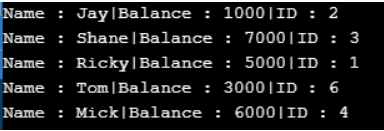 Name : Jay|Balance : 1000|ID : 2
Name : Shane|Balance : 7000|ID : 3
Name : Ricky|Balance : 5000|ID : 1
Name : Tom|Balance : 3000|ID : 6
Name : Mick|Balance : 6000|ID : 4